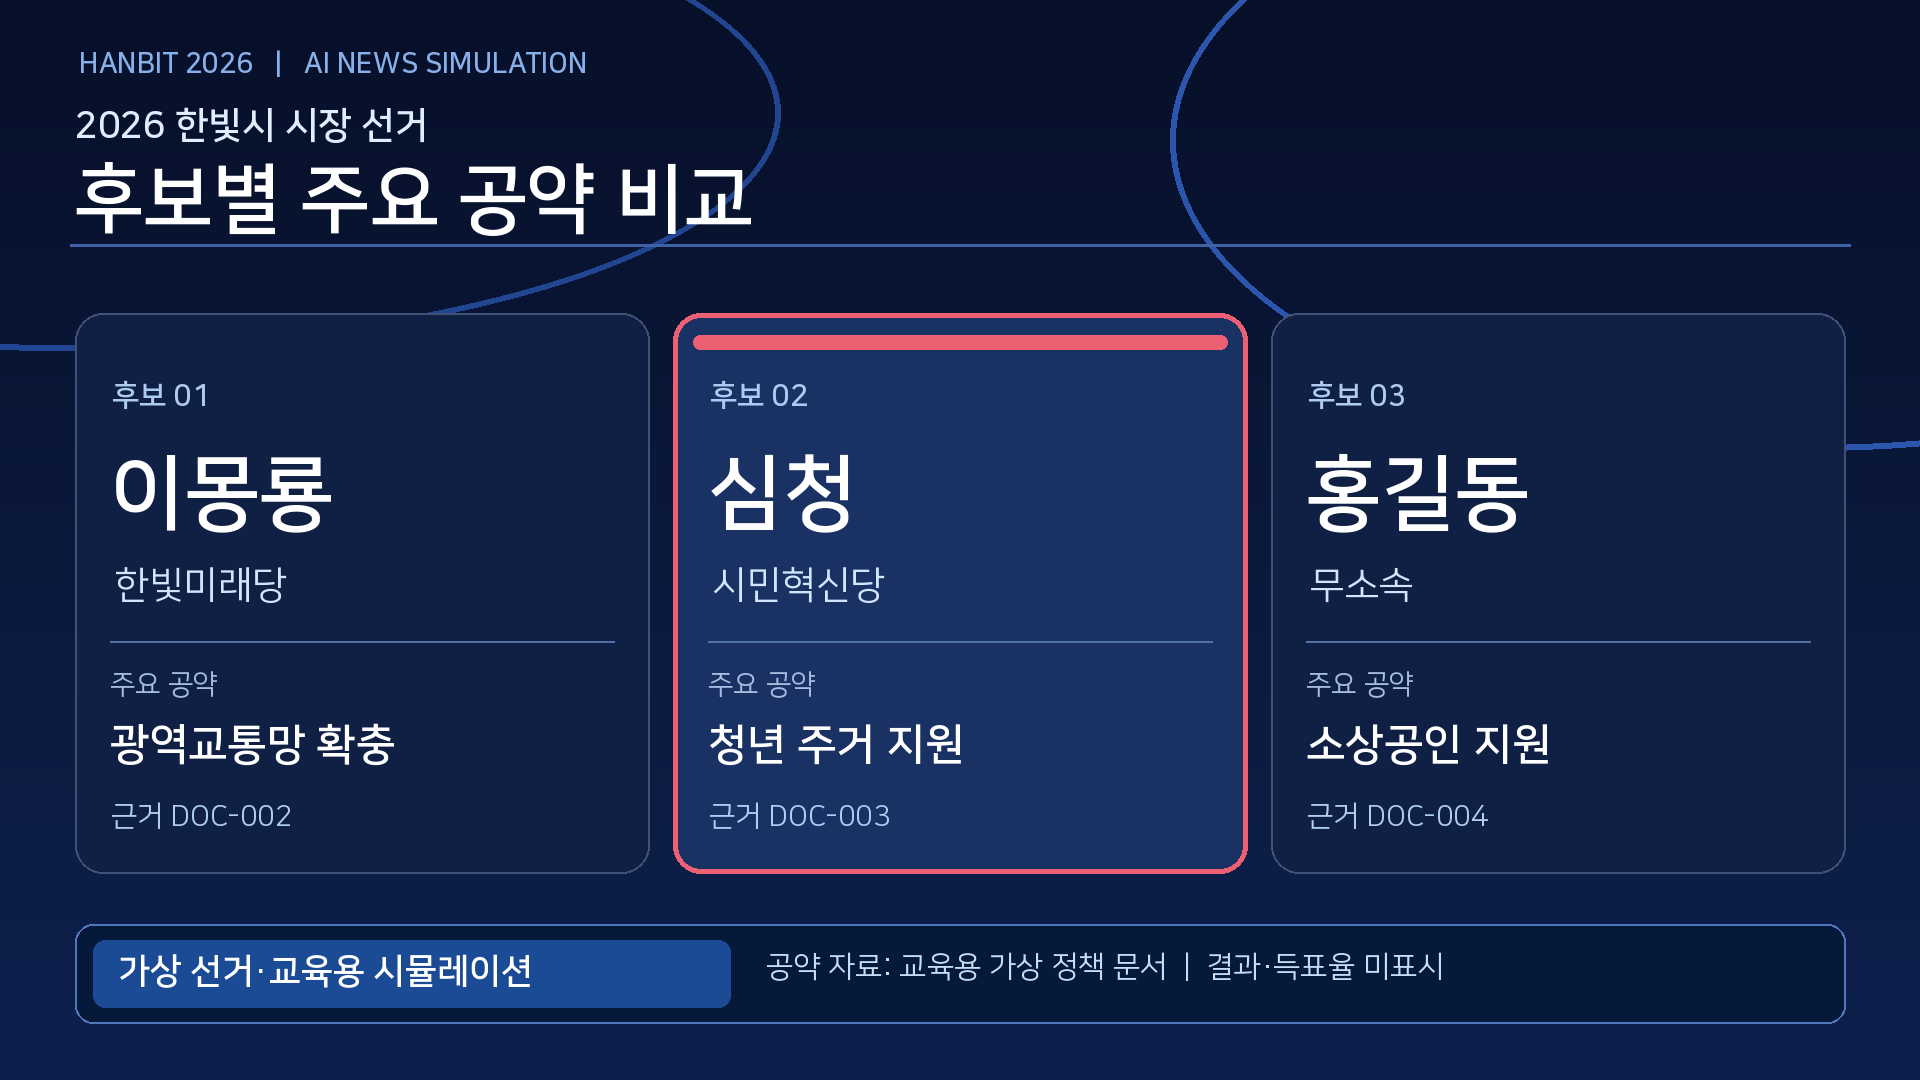 HANBIT 2026 | AI NEWS SIMULATION
2026 한빛시 시장 선거
후보별 주요 공약 비교
후보 01
이몽룡
한빛미래당
주요 공약
광역교통망 확충
근거 DOC-002
후보 02
심청
시민혁신당
주요 공약
청년 주거 지원
근거 DOC-003
후보 03
홍길동
무소속
주요 공약
소상공인 지원
근거 DOC-004
가상 선거·교육용 시뮬레이션
공약 자료: 교육용 가상 정책 문서 | 결과·득표율 미표시